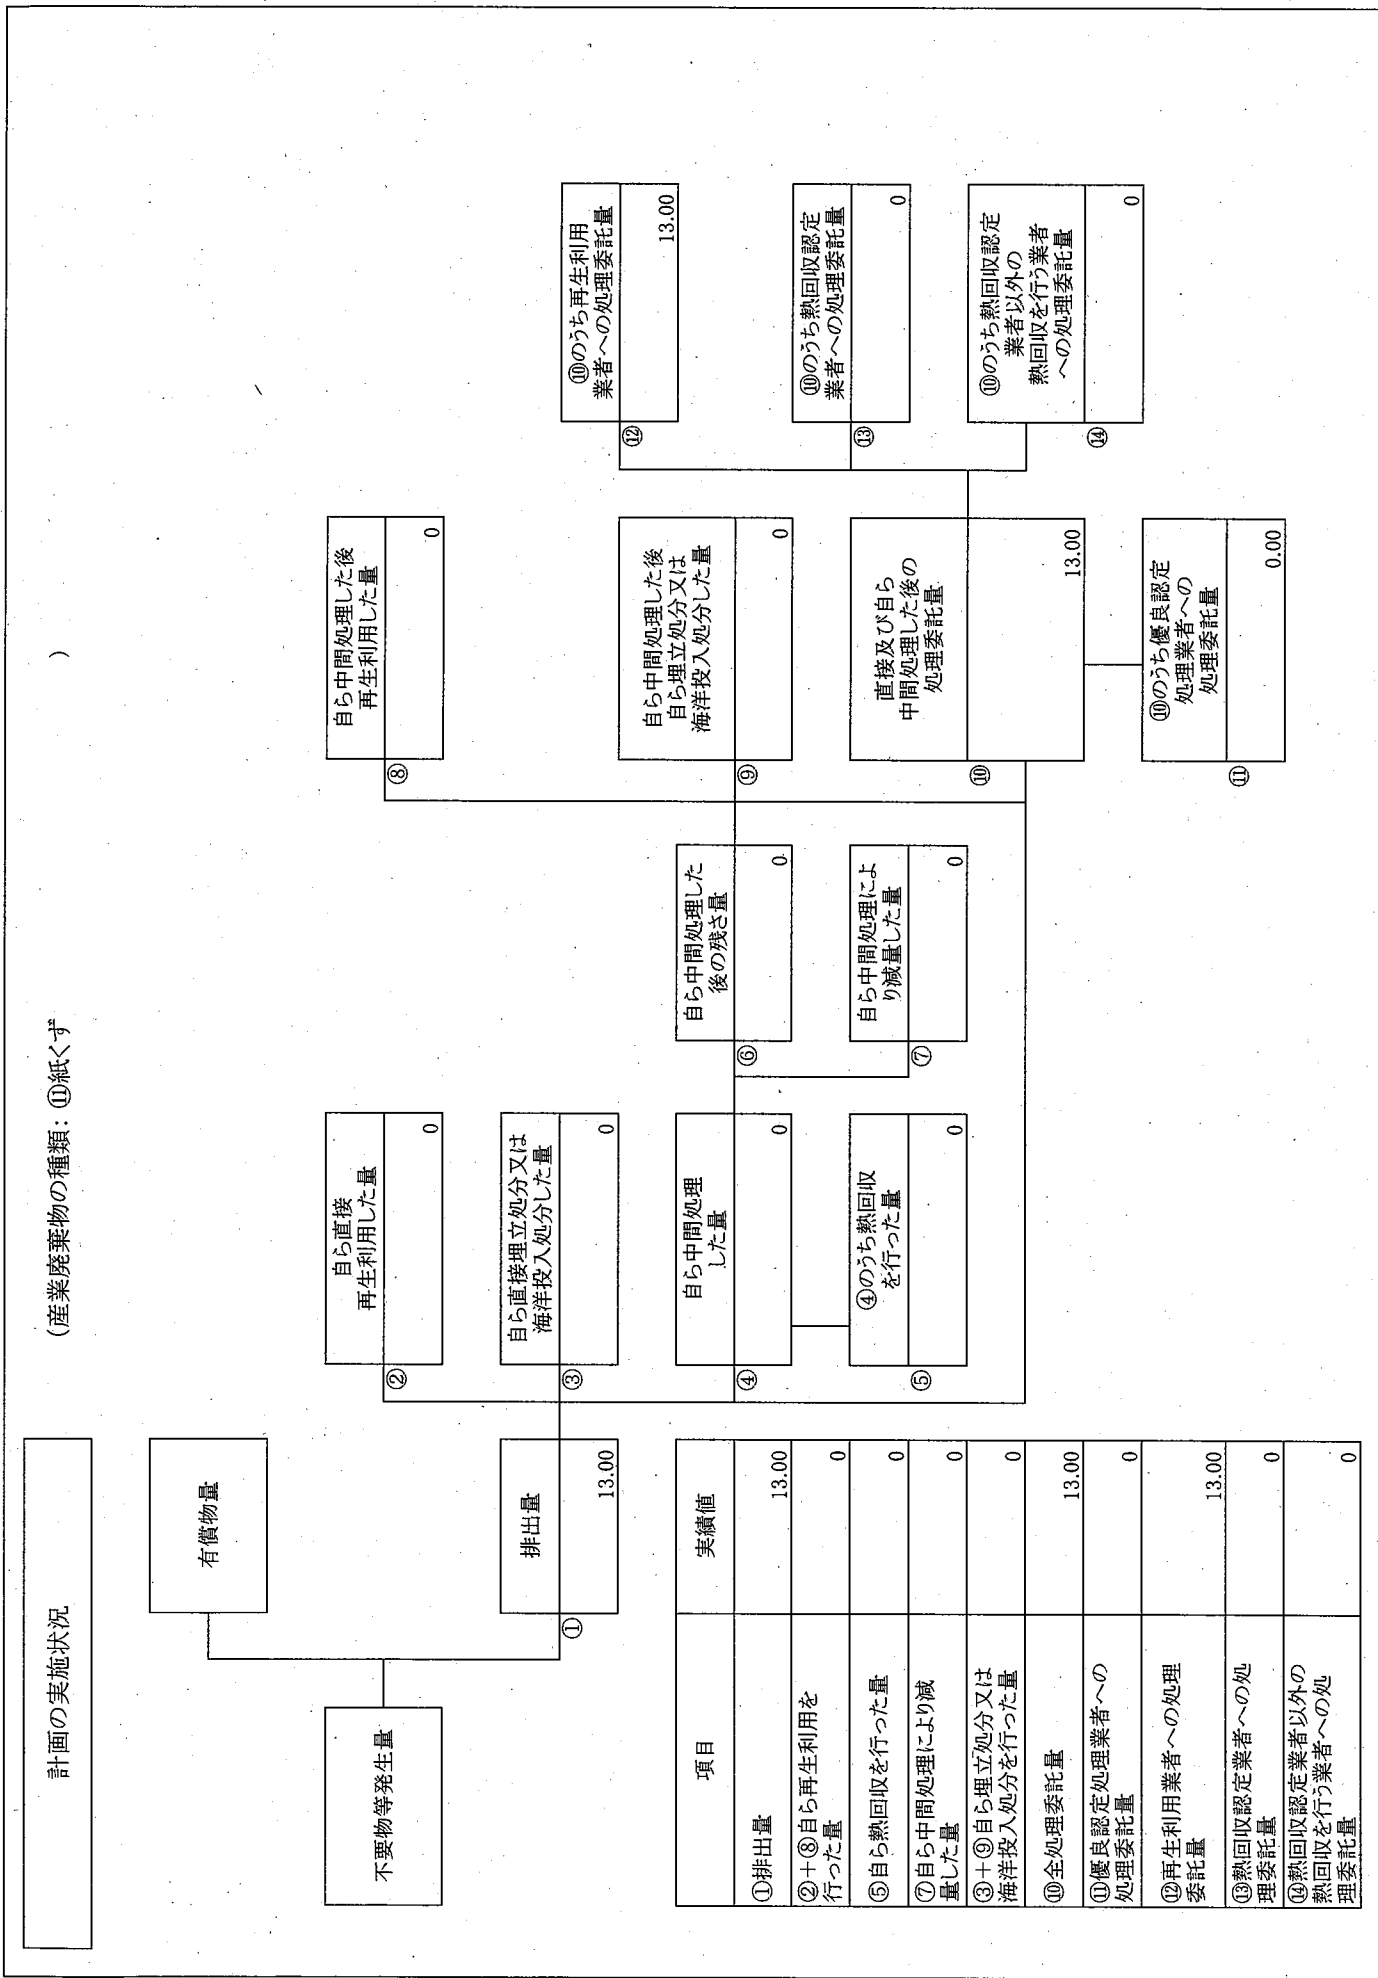 計画の実施状況
(産業廃棄物の種類：⑪紙くず
)
不要物等発生量
有償物量
排出量
①
13.00
自ら直接
再生利用した量
②
0
自ら直接埋立処分又は
海洋投入処分した量
③
0
自ら中間処理
した量
④
0
④のうち熱回収
を行った量
⑤
0
自ら中間処理した
後の残さ量
⑥
0
自ら中間処理によ
り減量した量
⑦
0
自ら中間処理した後
再生利用した量
⑧
0
自ら中間処理した後
自ら埋立処分又は
海洋投入処分した量
⑨
0
直接及び自ら
中間処理した後の
処理委託量
⑩
13.00
⑩のうち優良認定
処理業者への
処理委託量
⑪
0.00
⑩のうち再生利用
業者への処理委託量
⑫
13.00
⑩のうち熱回収認定
業者への処理委託量
⑬
0
⑩のうち熱回収認定
業者以外の
熱回収を行う業者
への処理委託量
⑭
0
項目 実績値
①排出量 13.00
②+⑧自ら再生利用を
行った量 0
⑤自ら熱回収を行った量 0
⑦自ら中間処理により減
量した量 0
③+⑨自ら埋立処分又は
海洋投入処分を行った量 0
⑩全処理委託量 13.00
⑪優良認定処理業者への
処理委託量 0
⑫再生利用業者への処理
委託量 13.00
⑬熱回収認定業者への処
理委託量 0
⑭熱回収認定業者以外の
熱回収を行う業者への処
理委託量 0